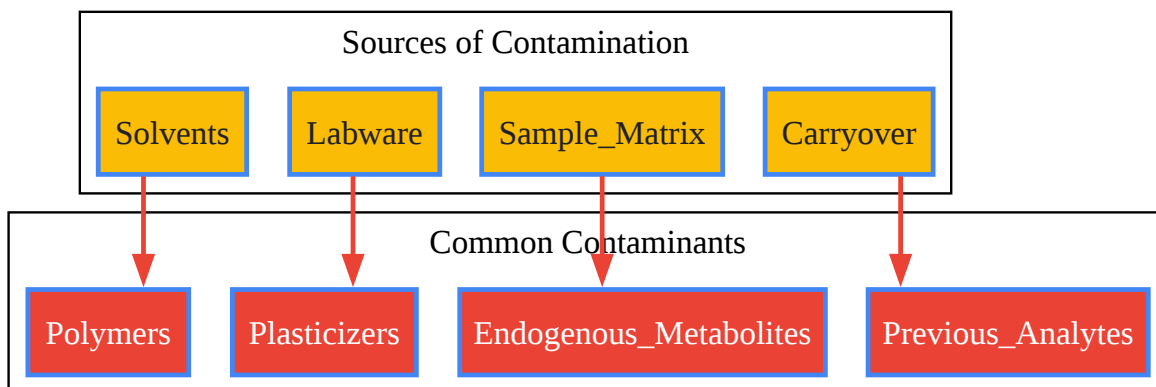 Sources of Contamination
Solvents
Labware
Sample_Matrix
Carryover
Common Contaminants
Polymers
Plasticizers
Endogenous_Metabolites
Previous_Analytes